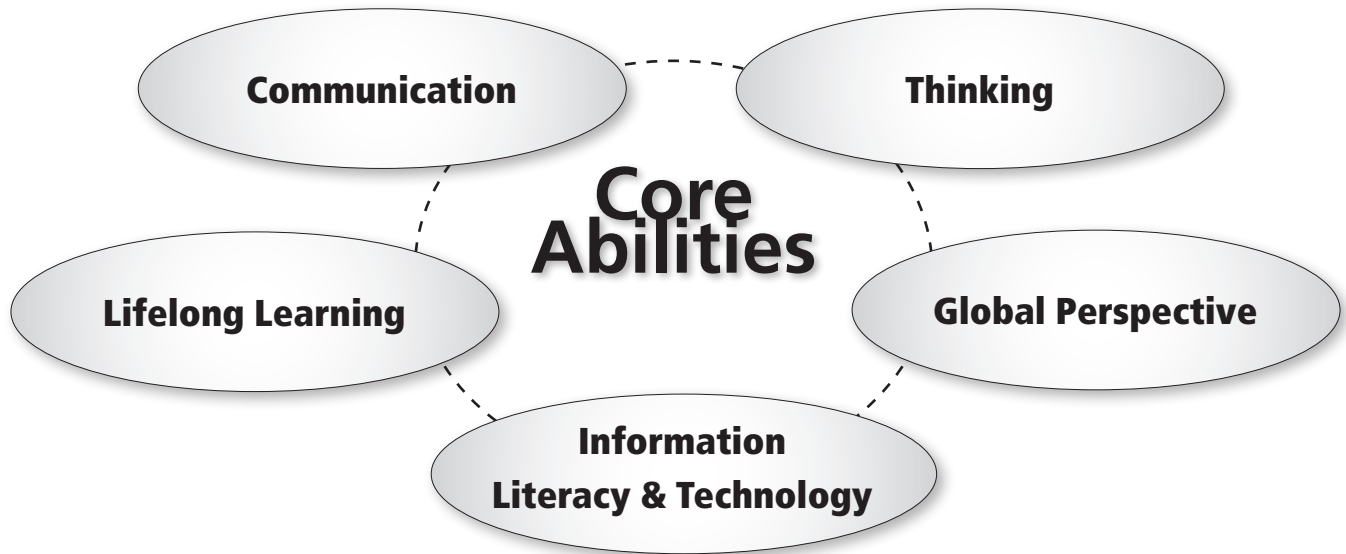 Communication
Thinking
Core
Abilities
Lifelong Learning
Global Perspective
Information
Literacy & Technology